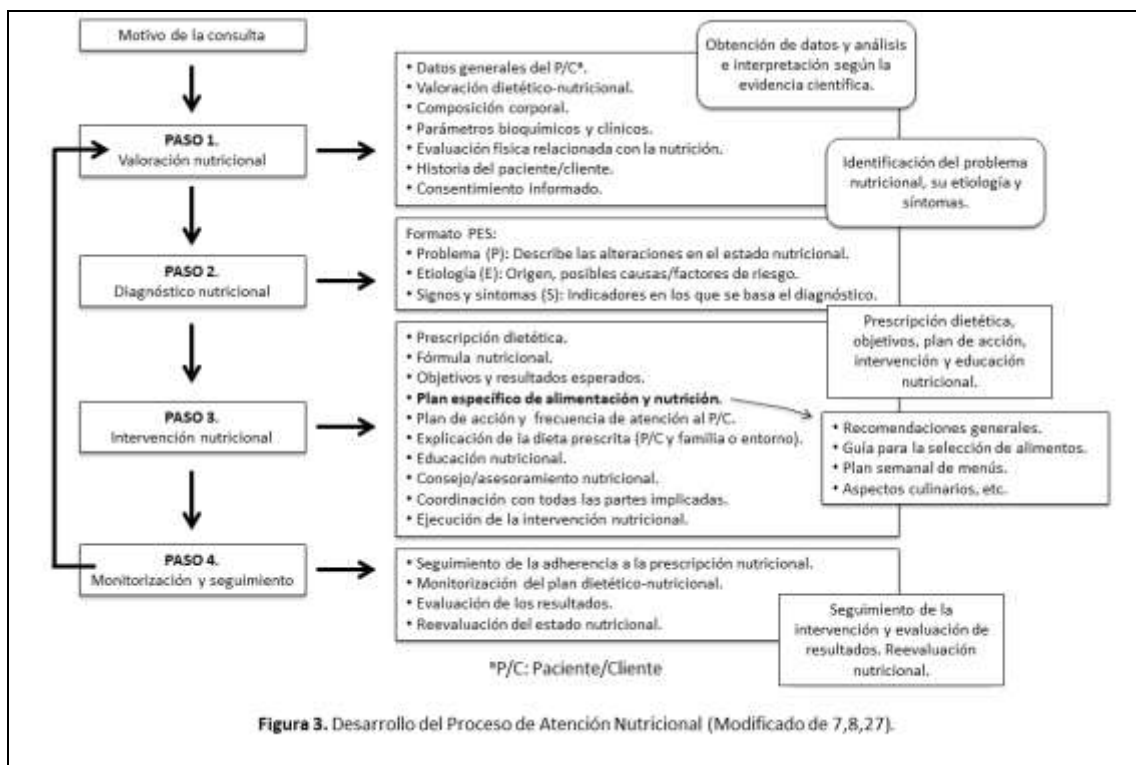 Motivo de la consulta
Obtención de datos y análisis
e interpretación según la
evidencia científica.
• Datos generales del P/C*.
• Valoración dietético-nutricional.
• Composición corporal.
• Parámetros bioquímicos y clínicos.
• Evaluación física relacionada con la nutrición.
• Historia del paciente/cliente.
• Consentimiento informado.
PASO 1.
Valoración nutricional
Identificación del problema
nutricional, su etiología y
síntomas.
Formato PES:
• Problema (P): Describe las alteraciones en el estado nutricional.
• Etiología (E): Origen, posibles causas/factores de riesgo.
• Signos y síntomas (S): Indicadores en los que se basa el diagnóstico.
PASO 2.
Diagnóstico nutricional
Prescripción dietética,
objetivos, plan de acción,
intervención y educación
nutricional.
• Prescripción dietética.
• Fórmula nutricional.
• Objetivos y resultados esperados.
• Plan específico de alimentación y nutrición.
• Plan de acción y frecuencia de atención al P/C.
• Explicación de la dieta prescrita (P/C y familia o entorno).
• Educación nutricional.
• Consejo/asesoramiento nutricional.
• Coordinación con todas las partes implicadas.
• Ejecución de la intervención nutricional.
PASO 3.
Intervención nutricional
• Recomendaciones generales.
• Guía para la selección de alimentos.
• Plan semanal de menús.
• Aspectos culinarios, etc.
PASO 4.
Monitorización y seguimiento
• Seguimiento de la adherencia a la prescripción nutricional.
• Monitorización del plan dietético-nutricional.
• Evaluación de los resultados.
• Reevaluación del estado nutricional.
Seguimiento de la
intervención y evaluación de
resultados. Reevaluación
nutricional.
*P/C: Paciente/Cliente
Figura 3. Desarrollo del Proceso de Atención Nutricional (Modificado de 7,8,27).